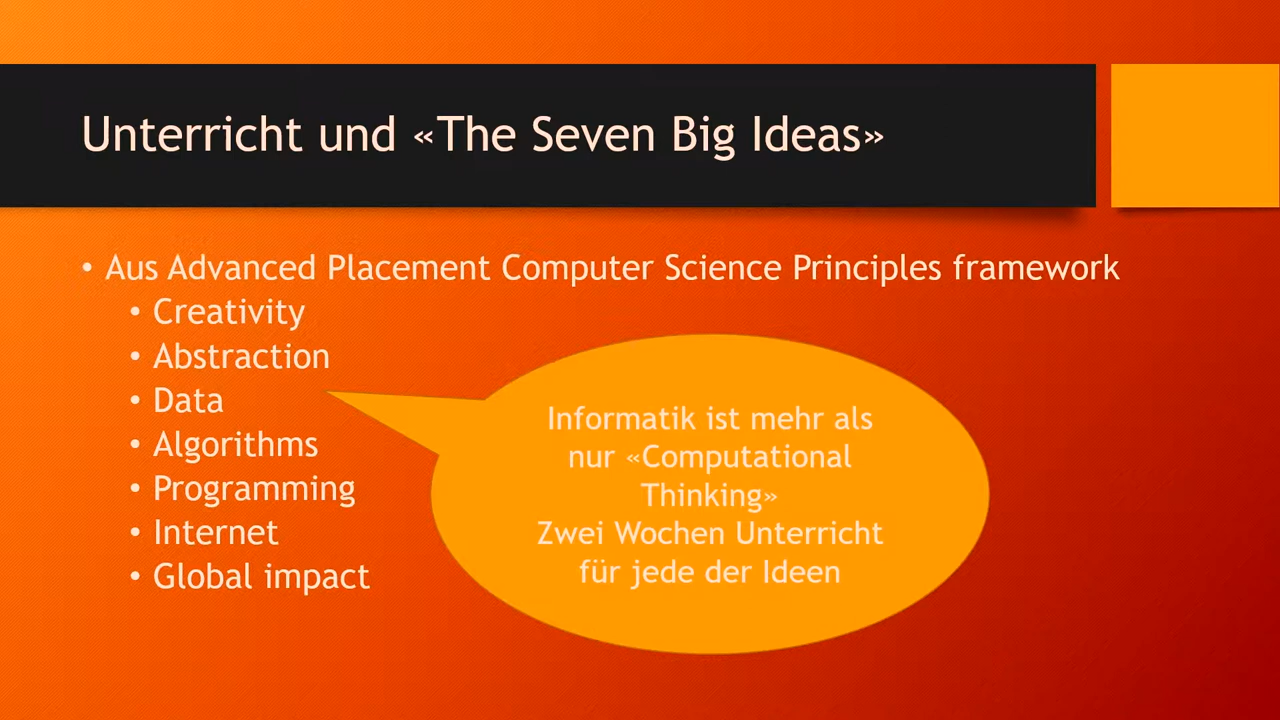 Unterricht und «The Seven Big Ideas»
• Aus Advanced Placement Computer Science Principles framework
• Creativity
• Abstraction
• Data
• Algorithms
• Programming
• Internet
• Global impact
Informatik ist mehr als
nur «Computational
Thinking»
Zwei Wochen Unterricht
für jede der Ideen